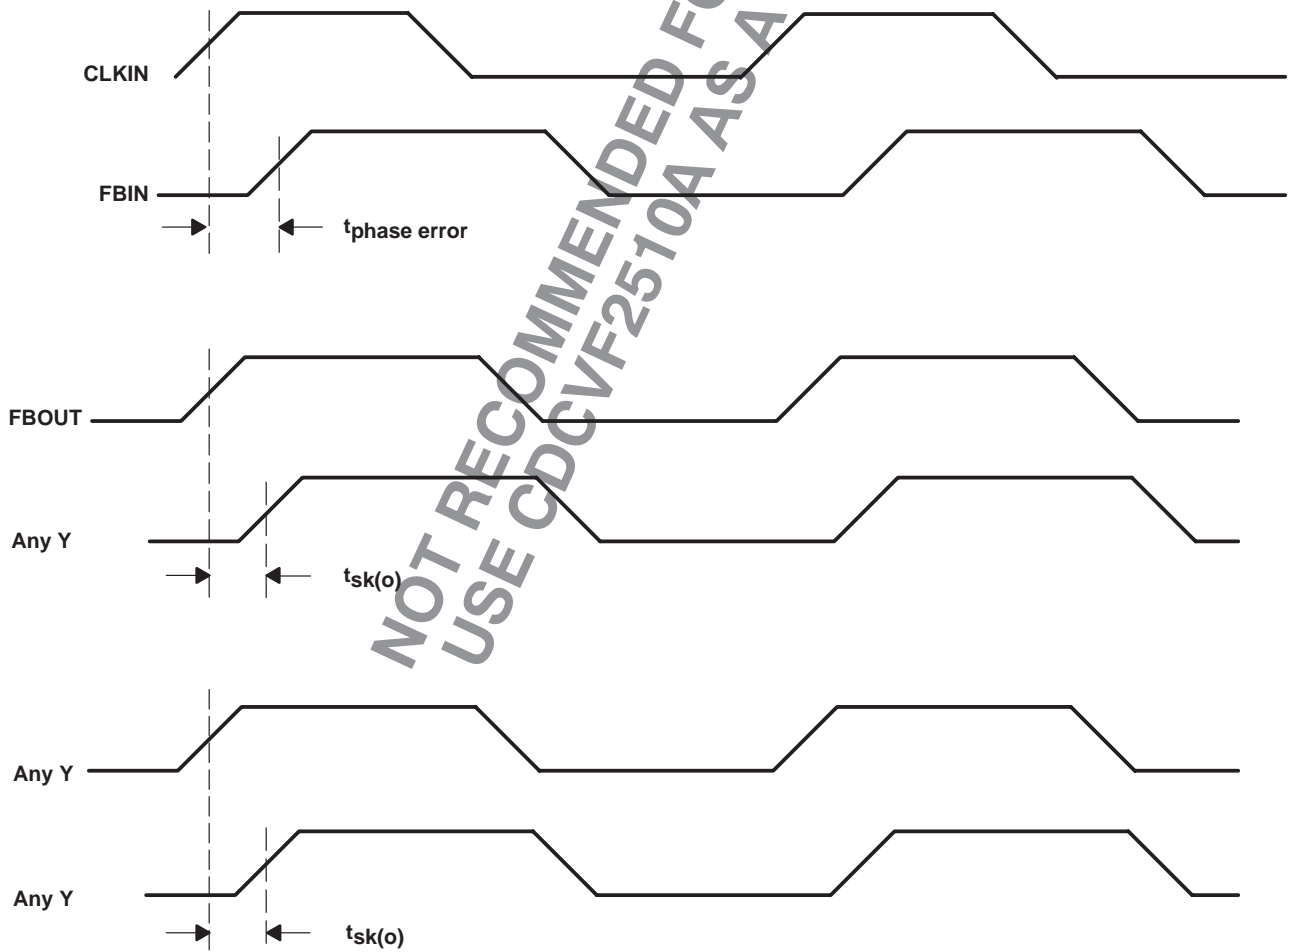 CLKIN
FBIN
tphase error
FBOUT
Any Y
tsk(o)
Any Y
Any Y
tsk(o)
NOT RECOMMENDED
USE CDCVF2510A AS A